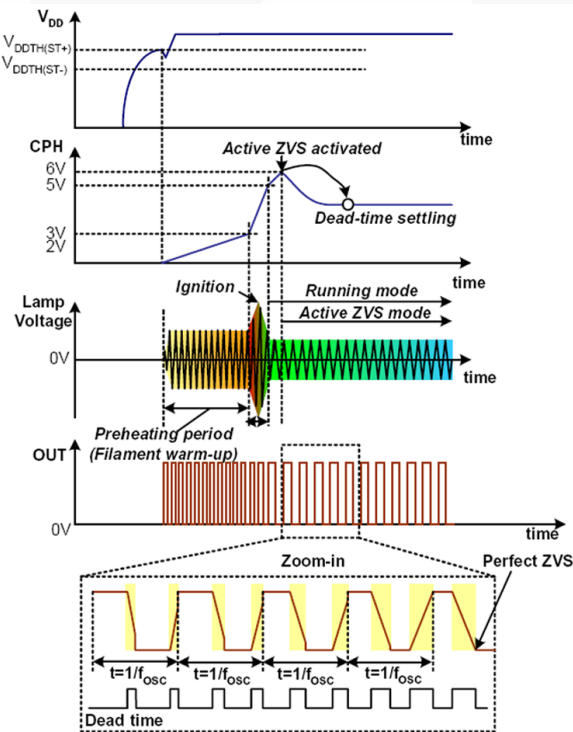 VDD
VDDTH(ST+)
VDDTH(ST-)
time
CPH
Active ZVS activated
6V
5V
Dead-time settling
3V
2V
time
Ignition
Running mode
Lamp
Voltage
Active ZVS mode
0V
time
Preheating period
(Filament warm-up)
OUT
0V
time
Zoom-in
Perfect ZVS
t=1/fOSC t=1/fOSC t=1/fOSC t=1/fOSC
Dead time